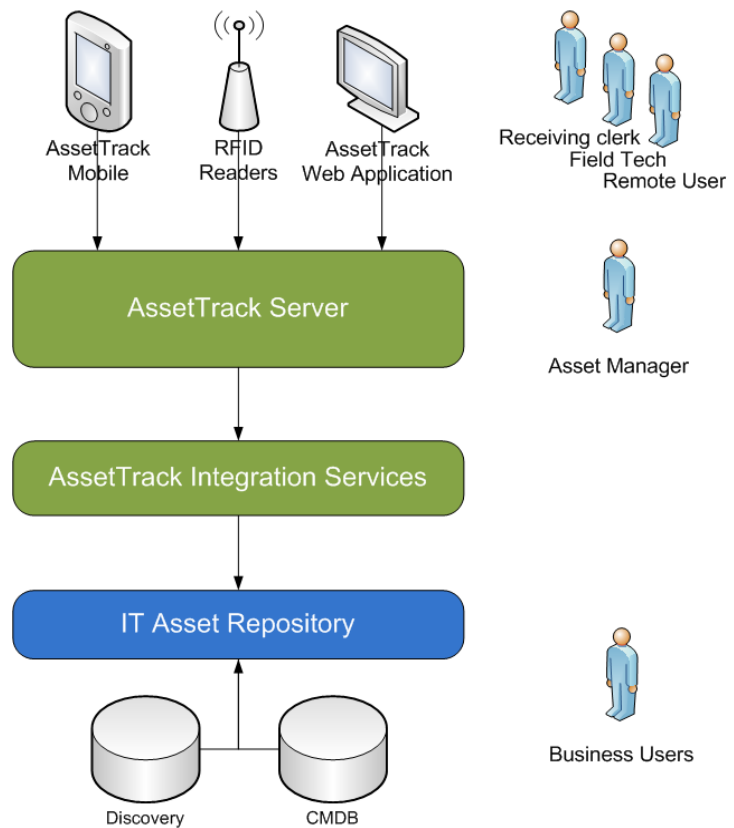 AssetTrack
Mobile
RFID
Readers
AssetTrack
Web Application
Receiving clerk
Field Tech
Remote User
AssetTrack Server
Asset Manager
AssetTrack Integration Services
IT Asset Repository
Business Users
Discovery
CMDB